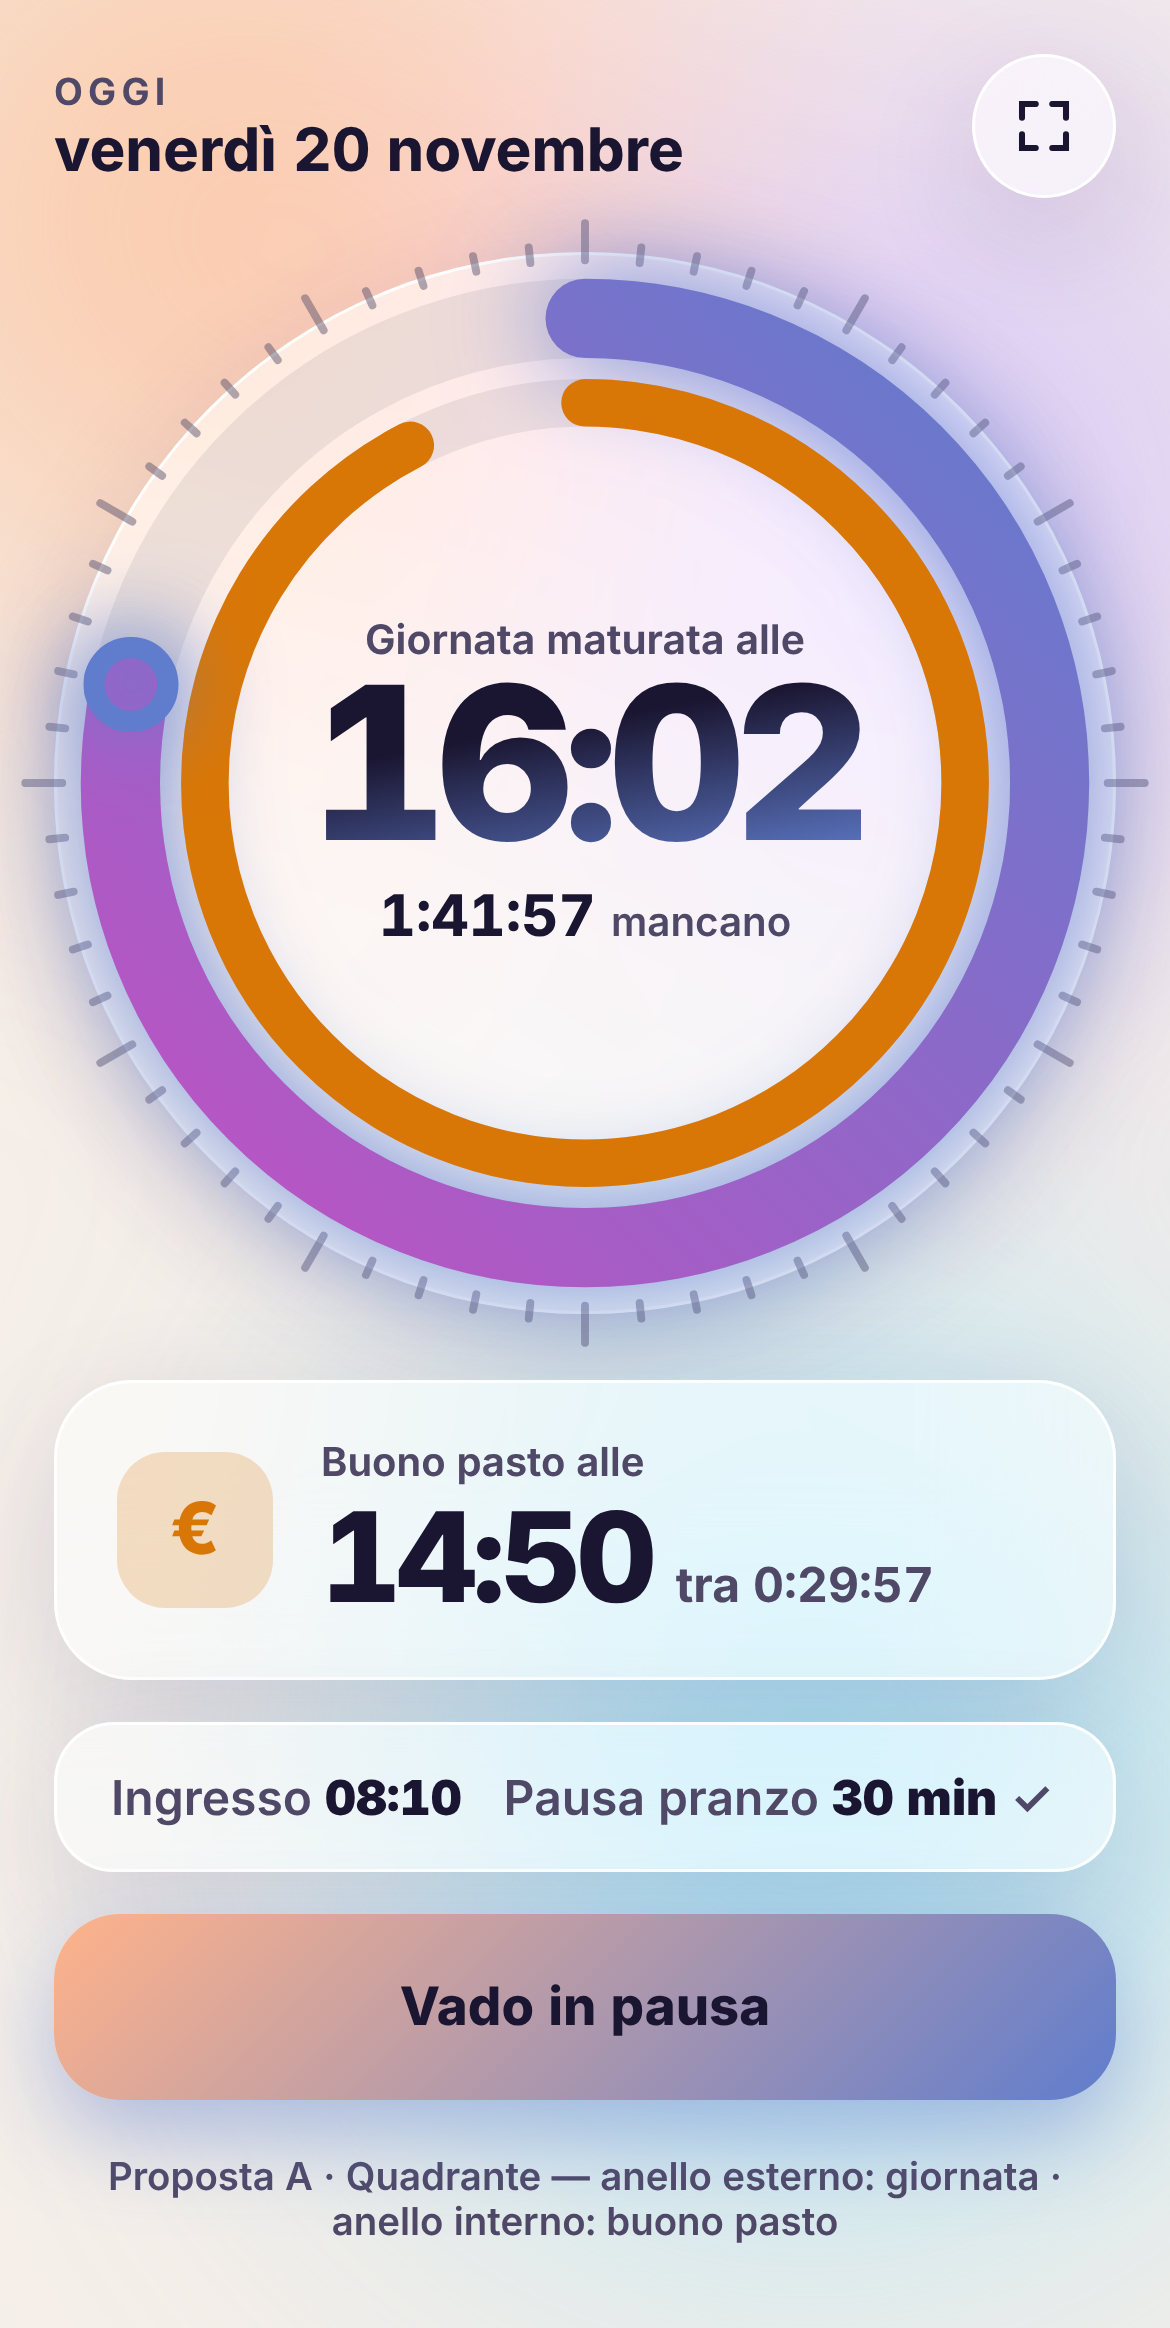 OGGI
venerdì 20 novembre
Giornata maturata alle
16:02
1:41:57 mancano
€
Buono pasto alle
14:50 tra 0:29:57
Ingresso 08:10 Pausa pranzo 30 min ✓
Vado in pausa
Proposta A · Quadrante — anello esterno: giornata ·
anello interno: buono pasto